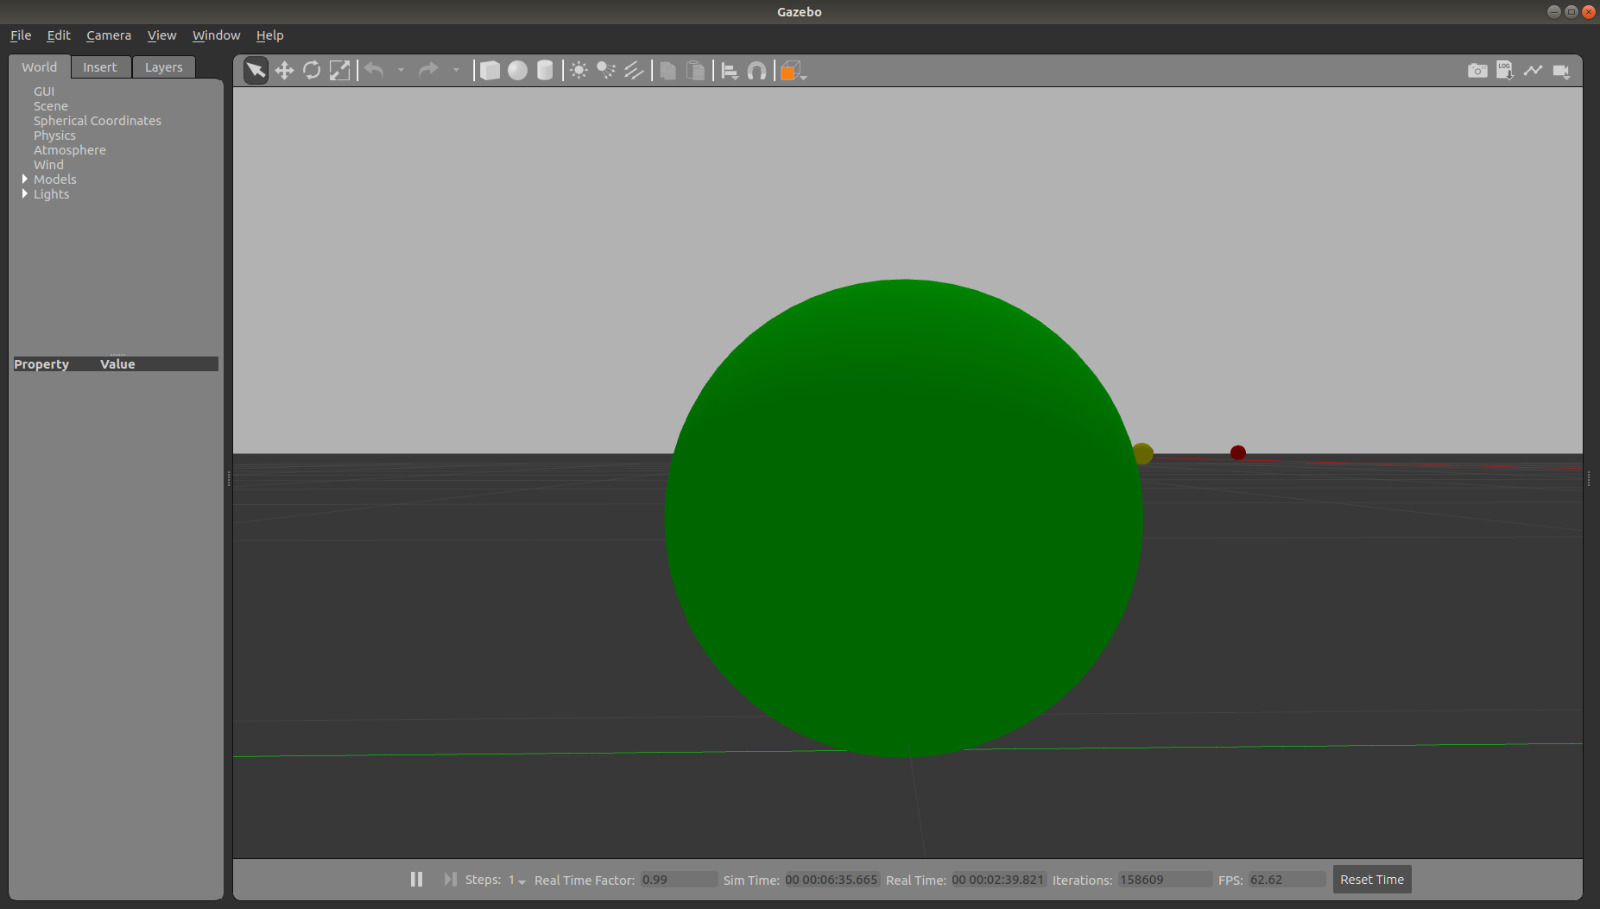 Gazebo
File Edit Camera View Window Help
World Insert Layers
GUI
Scene
Spherical Coordinates
Physics
Atmosphere
Wind
Models
Lights
Property Value
LOG
Steps: 1 Real Time Factor: 0.99 Sim Time: 00 00:06:35.665 Real Time: 00 00:02:39.821 Iterations: 158609 FPS: 62.62 Reset Time